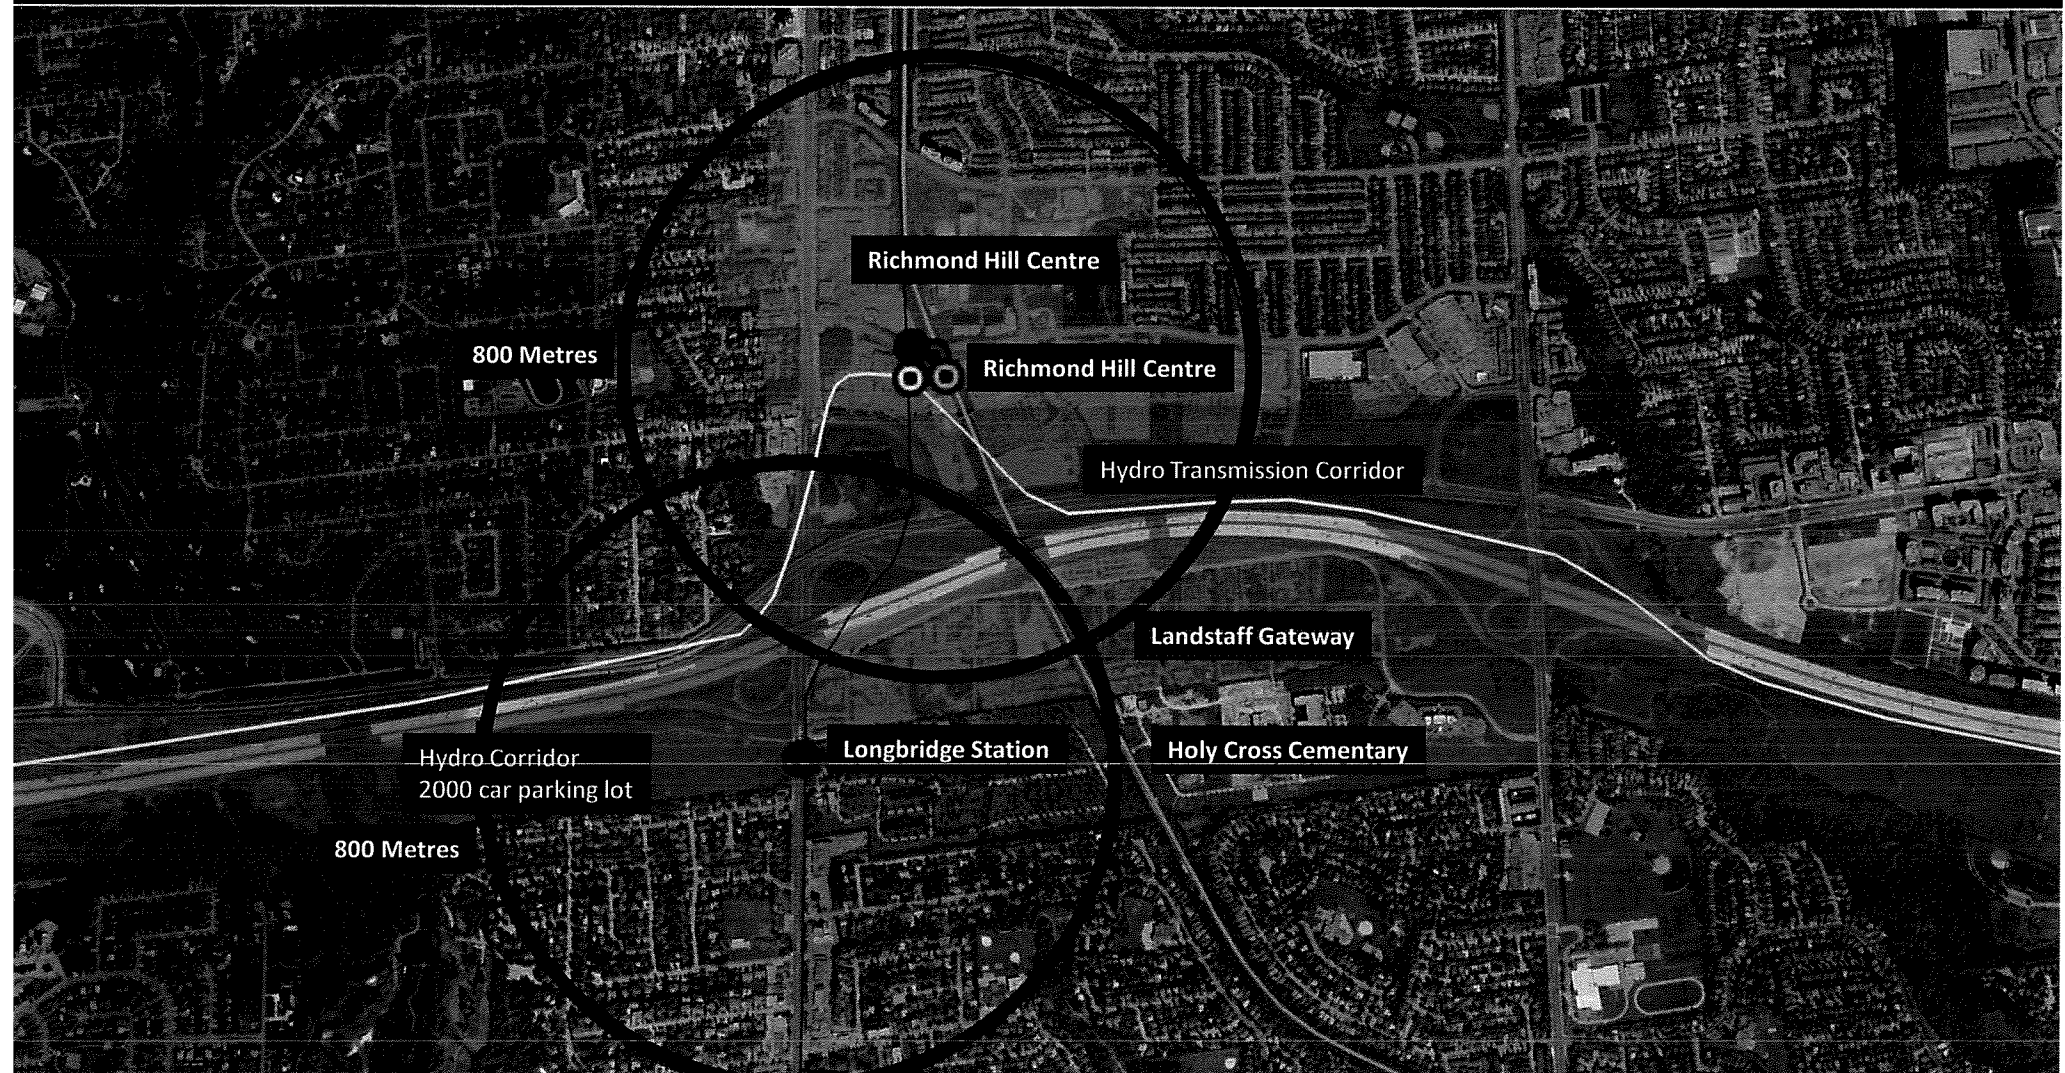 Richmond Hill Centre
800 Metres
Richmond Hill Centre
Hydro Transmission Corridor
Landstaff Gateway
Longbridge Station
Holy Cross Cementary
Hydro Corridor
2000 car parking lot
800 Metres